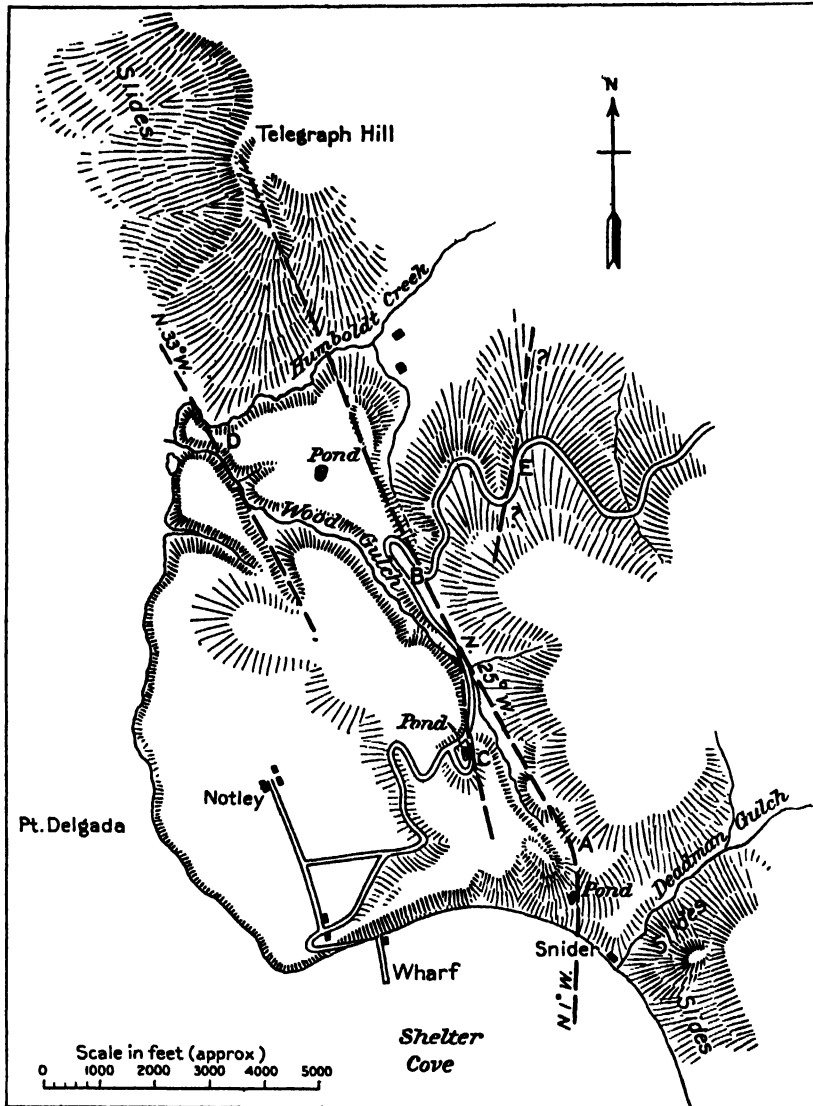 Slides
Telegraph Hill
N
N.33°W.
Humboldt Creek
?
D
Pond
E
Wood Gulch
?
B
N. 25° W.
Pond
C
Notley
Pt. Delgada
A
Deadman Gulch
Pond
Slides
Snider
Wharf
N 1° W.
Slides
Shelter
Cove
Scale in feet (approx)
0 1000 2000 3000 4000 5000